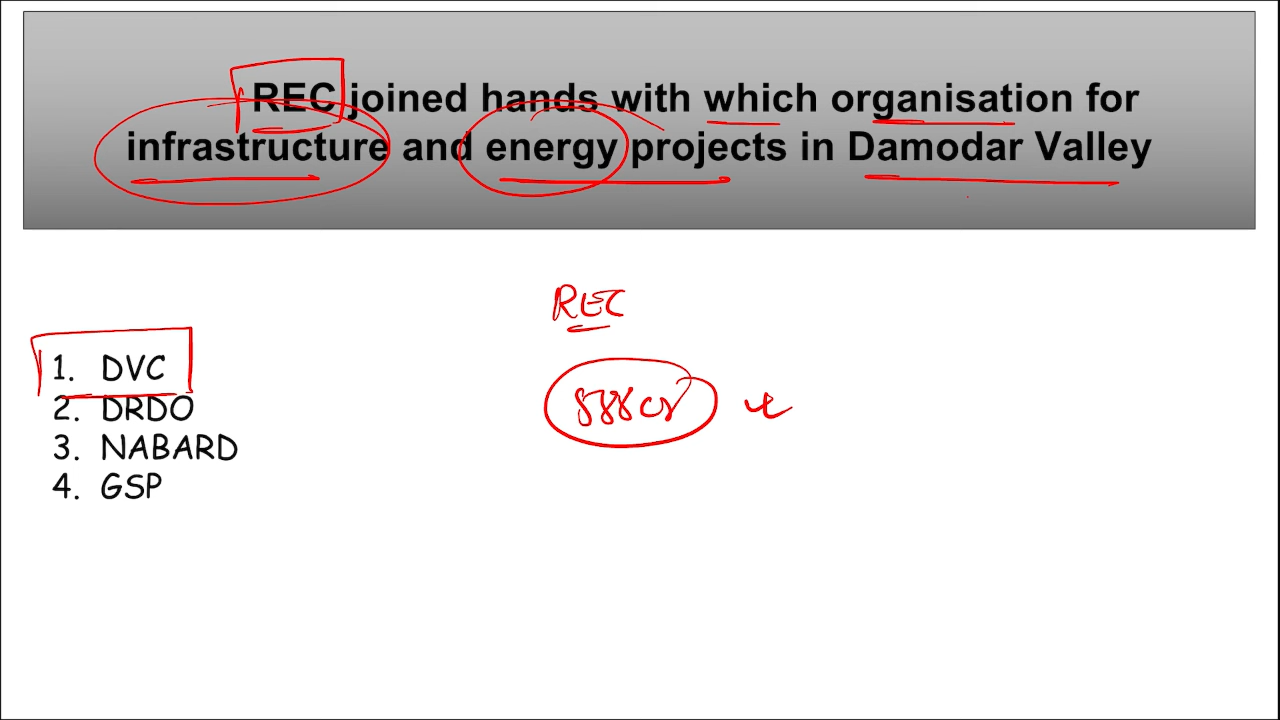 REC joined hands with which organisation for
infrastructure and energy projects in Damodar Valley
REC
1. DVC
2. DRDO
3. NABARD
4. GSP